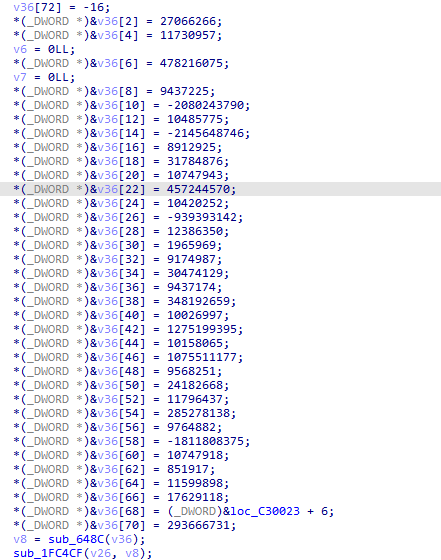 v36[72] = -16;
*(_DWORD *)&v36[2] = 27066266;
*(_DWORD *)&v36[4] = 11730957;
v6 = 0LL;
*(_DWORD *)&v36[6] = 478216075;
v7 = 0LL;
*(_DWORD *)&v36[8] = 9437225;
*(_DWORD *)&v36[10] = -2080243790;
*(_DWORD *)&v36[12] = 10485775;
*(_DWORD *)&v36[14] = -2145648746;
*(_DWORD *)&v36[16] = 8912925;
*(_DWORD *)&v36[18] = 31784876;
*(_DWORD *)&v36[20] = 10747943;
*(_DWORD *)&v36[22] = 457244570;
*(_DWORD *)&v36[24] = 10420252;
*(_DWORD *)&v36[26] = -939393142;
*(_DWORD *)&v36[28] = 12386350;
*(_DWORD *)&v36[30] = 1965969;
*(_DWORD *)&v36[32] = 9174987;
*(_DWORD *)&v36[34] = 30474129;
*(_DWORD *)&v36[36] = 9437174;
*(_DWORD *)&v36[38] = 348192659;
*(_DWORD *)&v36[40] = 10026997;
*(_DWORD *)&v36[42] = 1275199395;
*(_DWORD *)&v36[44] = 10158065;
*(_DWORD *)&v36[46] = 1075511177;
*(_DWORD *)&v36[48] = 9568251;
*(_DWORD *)&v36[50] = 24182668;
*(_DWORD *)&v36[52] = 11796437;
*(_DWORD *)&v36[54] = 285278138;
*(_DWORD *)&v36[56] = 9764882;
*(_DWORD *)&v36[58] = -1811808375;
*(_DWORD *)&v36[60] = 10747918;
*(_DWORD *)&v36[62] = 851917;
*(_DWORD *)&v36[64] = 11599898;
*(_DWORD *)&v36[66] = 17629118;
*(_DWORD *)&v36[68] = (_DWORD)&loc_C30023 + 6;
*(_DWORD *)&v36[70] = 293666731;
v8 = sub_648C(v36);
sub_1FC4CF(v26, v8);